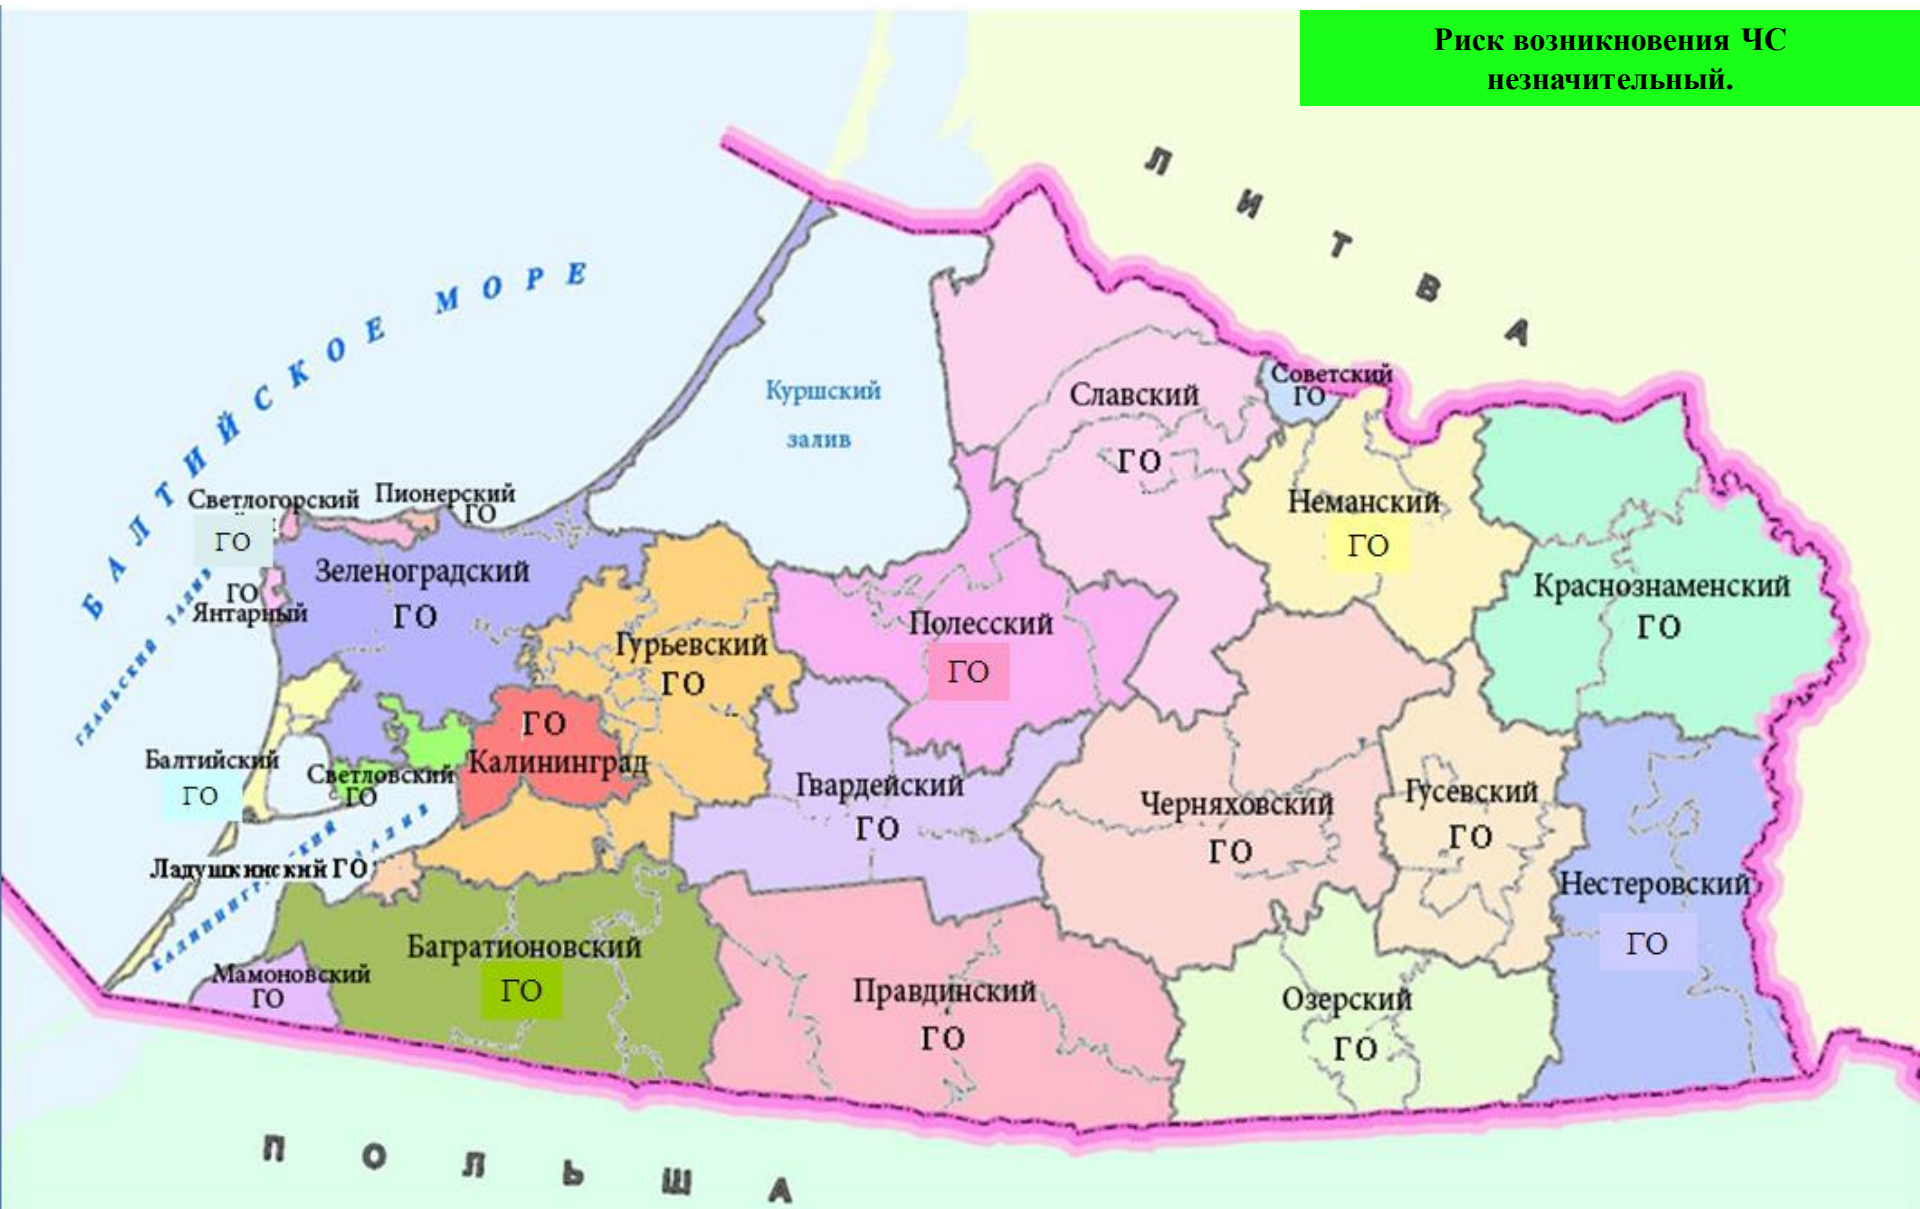 Риск возникновения ЧС
незначительный.
Л И Т В А
БАЛТИЙСКОЕ МОРЕ
Куршский
залив
Славский
ГО
Советский
ГО
Неманский
ГО
Краснознаменский
ГО
Светлогорский
ГО
Пионерский
ГО
Зеленоградский
ГО
ГО
Янтарный
Гурьевский
ГО
Полесский
ГО
ГО
Калининград
Балтийский
ГО
Светловский
ГО
Гвардейский
ГО
Черняховский
ГО
Гусевский
ГО
Нестеровский
ГО
Ладушкинский ГО
Багратионовский
ГО
Мамоновский
ГО
Правдинский
ГО
Озерский
ГО
П О Л Ь Ш А